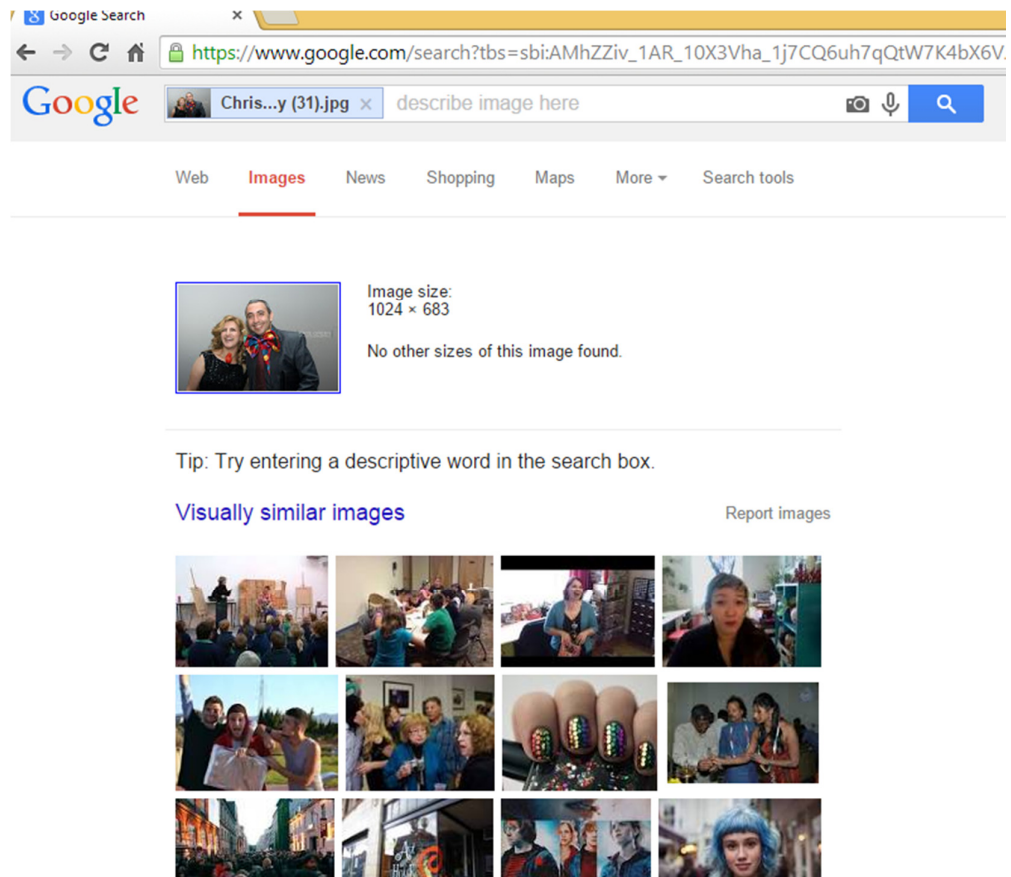 Google Search ×
https://www.google.com/search?tbs=sbi:AMhZZiv_1AR_10X3Vha_1j7CQ6uh7qQtW7K4bX6V
Google Chris...y (31).jpg × describe image here
Web Images News Shopping Maps More Search tools
Image size:
1024 × 683
No other sizes of this image found.
Tip: Try entering a descriptive word in the search box.
Visually similar images Report images